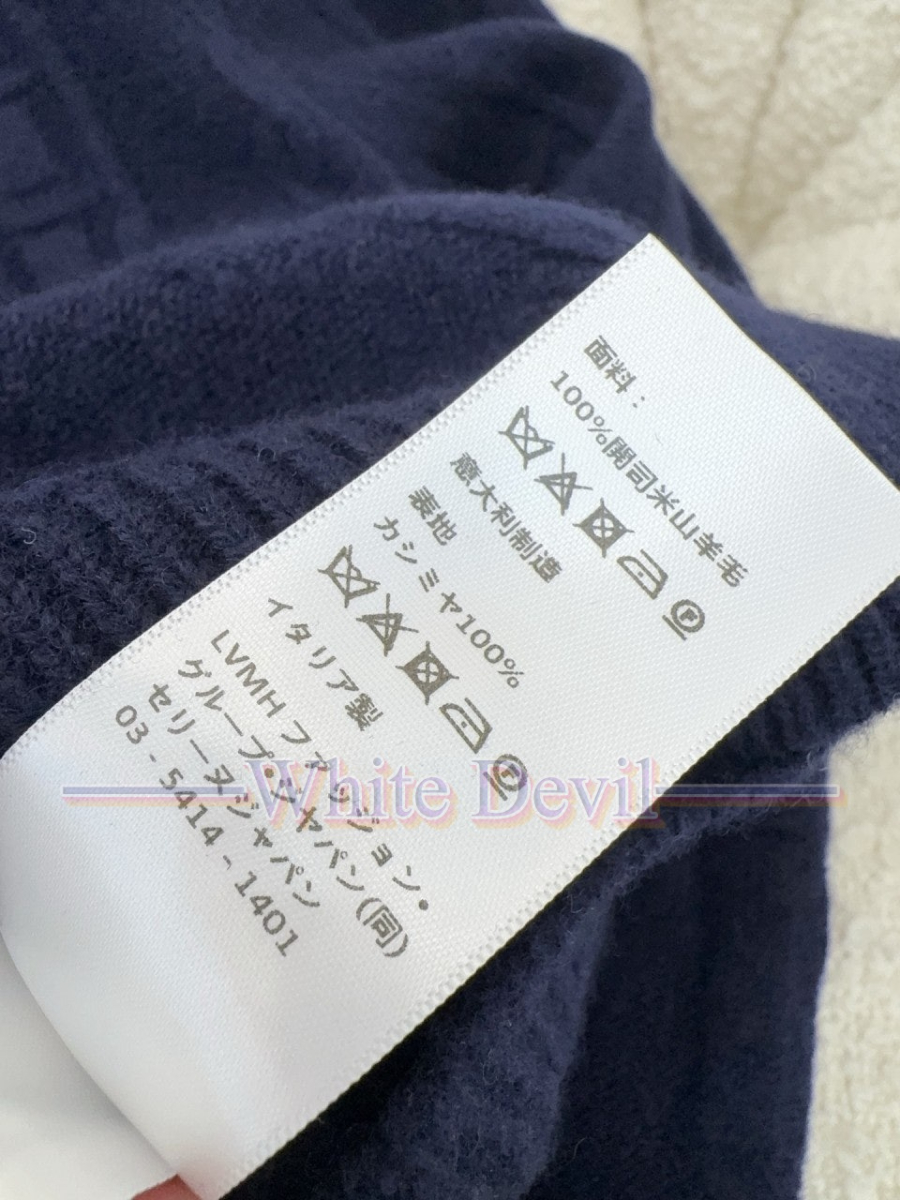 面料：
100%開司米山羊毛
意大利制造
表地
カシミヤ100%
イタリア製
LVMH ファッション・
グループ・ジャパン(同)
セリーヌジャパン
03 - 5414 - 1401
White Devil